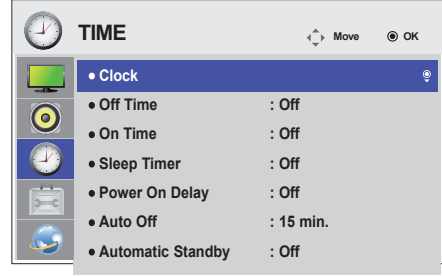 TIME Move OK
• Clock
• Off Time : Off
• On Time : Off
• Sleep Timer : Off
• Power On Delay : Off
• Auto Off : 15 min.
• Automatic Standby : Off